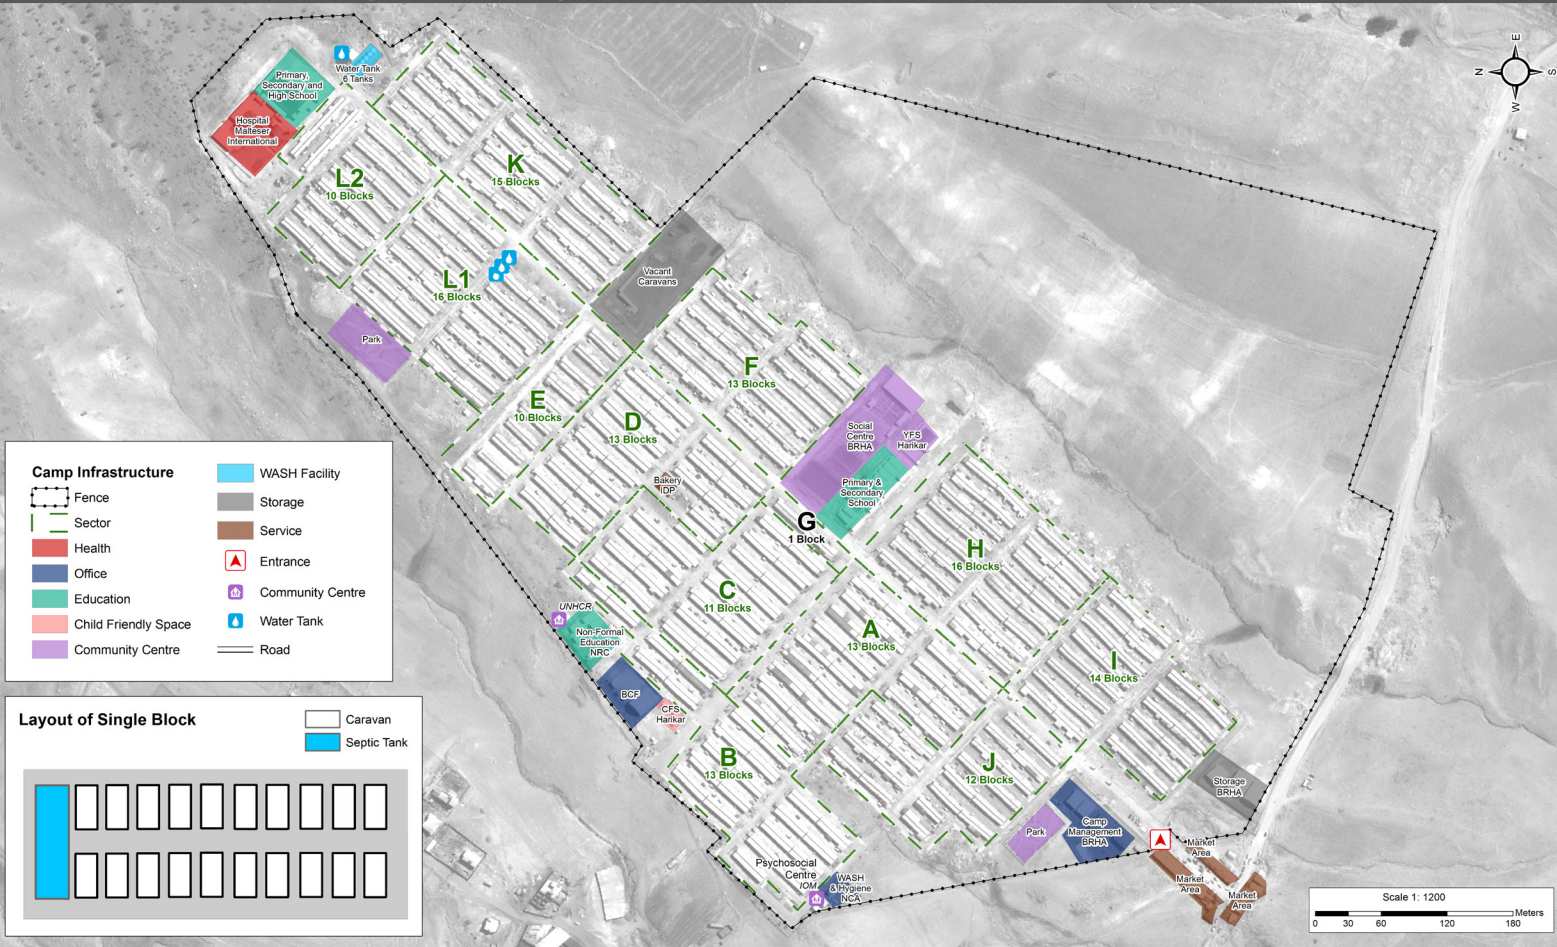 E
N
S
W
Primary,
Secondary and
High School
Water Tank
6 Tanks
Hospital
Malteser
International
L2
10 Blocks
K
15 Blocks
L1
16 Blocks
Vacant
Caravans
Park
E
10 Blocks
D
13 Blocks
F
13 Blocks
Social
Centre
BRHA
YFS
Harikar
Primary &
Secondary
School
Bakery
IDP
G
1 Block
H
16 Blocks
C
11 Blocks
A
13 Blocks
I
14 Blocks
UNHCR
Non-Formal
Education
NRC
BCF
CFS
Harikar
B
13 Blocks
J
12 Blocks
Storage
BRHA
Park
Camp
Management
BRHA
Market
Area
Market
Area
Market
Area
Psychosocial
Centre
IOM
WASH
& Hygiene
NCA
Camp Infrastructure
Fence
Sector
Health
Office
Education
Child Friendly Space
Community Centre
WASH Facility
Storage
Service
Entrance
Community Centre
Water Tank
Road
Layout of Single Block
Caravan
Septic Tank
Scale 1: 1200
Meters
0 30 60 120 180